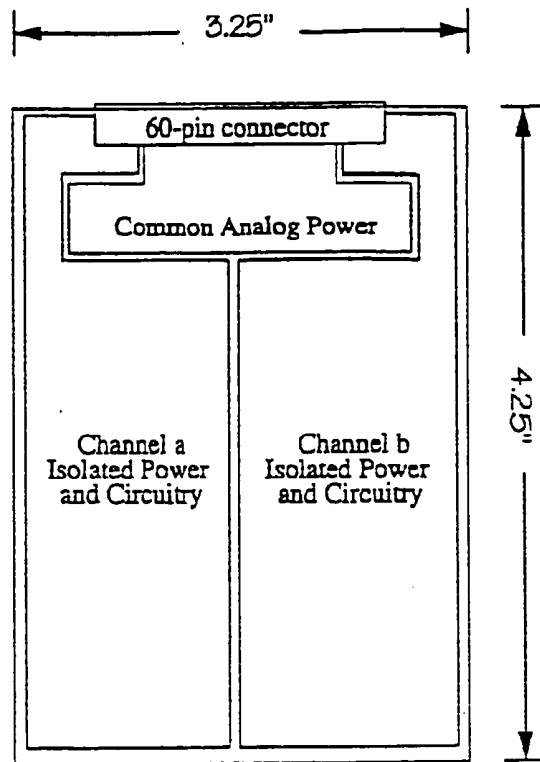 3.25"
60-pin connector
Common Analog Power
4.25"
Channel a
Isolated Power
and Circuitry
Channel b
Isolated Power
and Circuitry